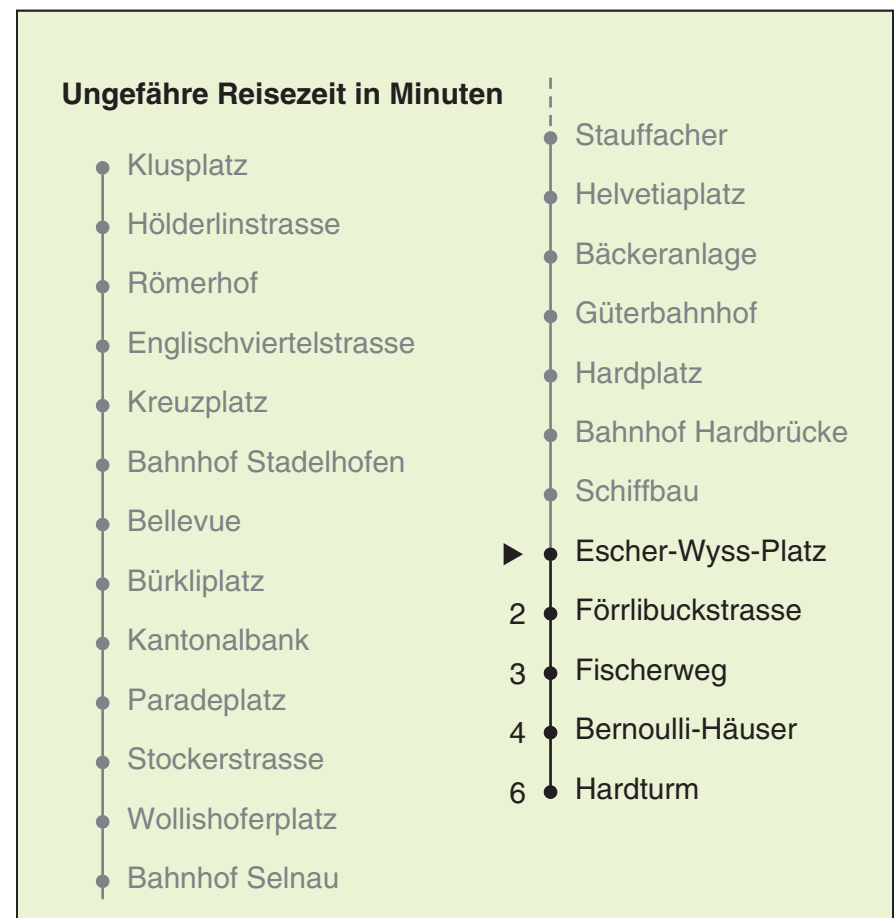 Ungefähre Reisezeit in Minuten
Klusplatz
Hölderlinstrasse
Römerhof
Englischviertelstrasse
Kreuzplatz
Bahnhof Stadelhofen
Bellevue
Bürkliplatz
Kantonalbank
Paradeplatz
Stockerstrasse
Wollishoferplatz
Bahnhof Selnau
Stauffacher
Helvetiaplatz
Bäckeranlage
Güterbahnhof
Hardplatz
Bahnhof Hardbrücke
Schiffbau
Escher-Wyss-Platz
2 Förrlibuckstrasse
3 Fischerweg
4 Bernoulli-Häuser
6 Hardturm